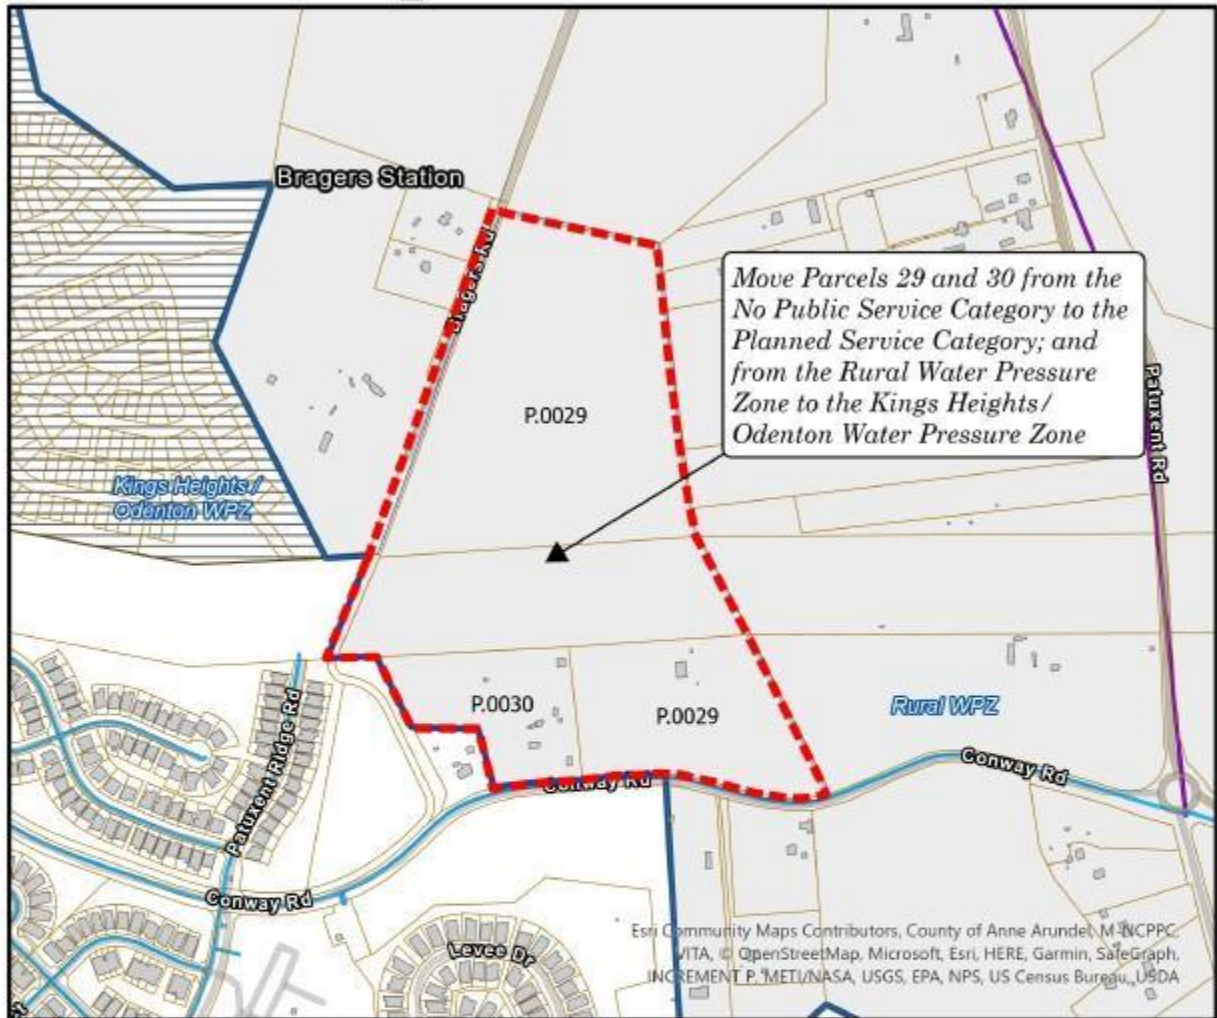 Bragers Station
Bragers Rd
Move Parcels 29 and 30 from the
No Public Service Category to the
Planned Service Category; and
from the Rural Water Pressure
Zone to the Kings Heights/
Odenton Water Pressure Zone
P.0029
Patuxent Rd
Kings Heights /
Odenton WPZ
P.0030
P.0029
Rural WPZ
Patuxent Ridge Rd
Conway Rd
Conway Rd
Conway Rd
Levee Dr
Esri Community Maps Contributors, County of Anne Arundel, M-NCPPC,
VITA, © OpenStreetMap, Microsoft, Esri, HERE, Garmin, SafeGraph,
INCREMENT P, METI/NASA, USGS, EPA, NPS, US Census Bureau, USDA